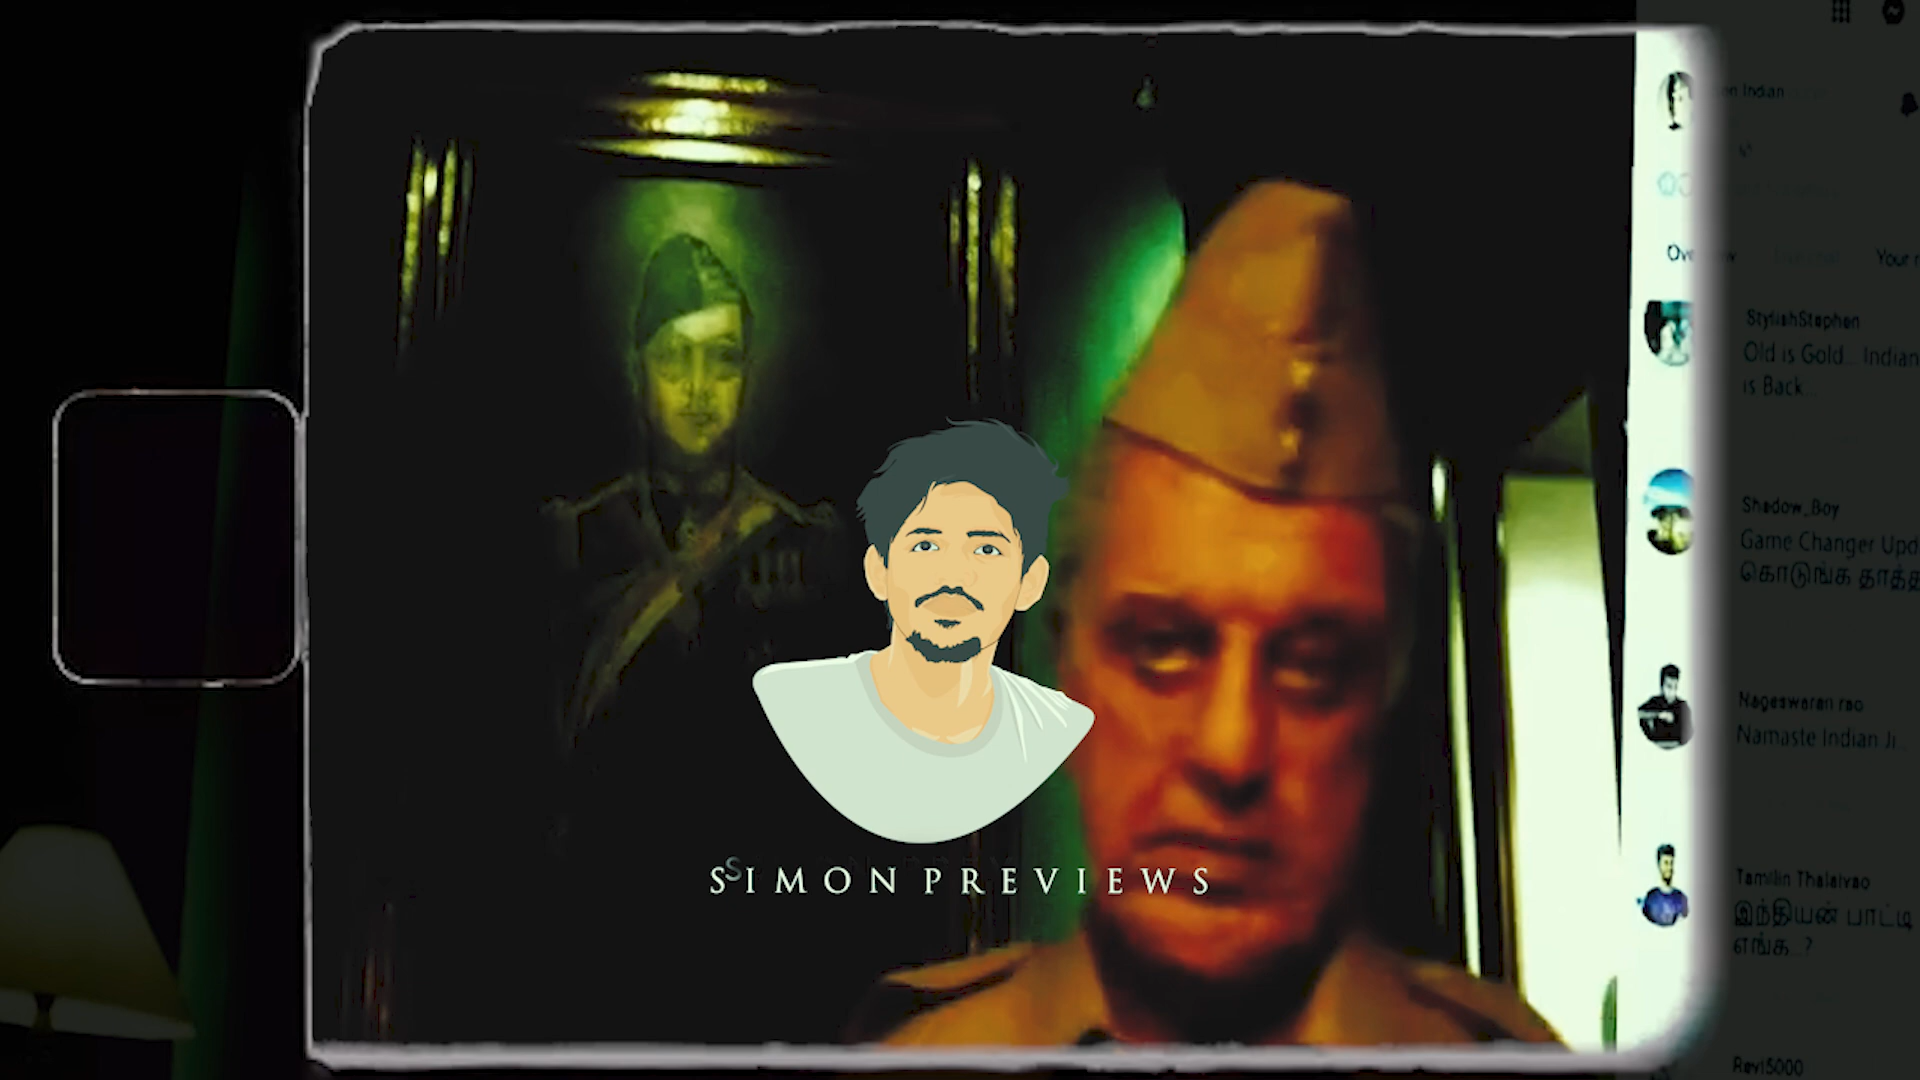 SIMON PREVIEWS
Indian
StylishStephen
Old is Gold... Indian
is Back...
Shadow_Boy
Game Changer Upd
கொடுங்க தாத்த
Nageswaran rao
Namaste Indian Ji...
Tamilin Thalaivao
இந்தியன் பாட்டி
எங்க...?
Revi5000